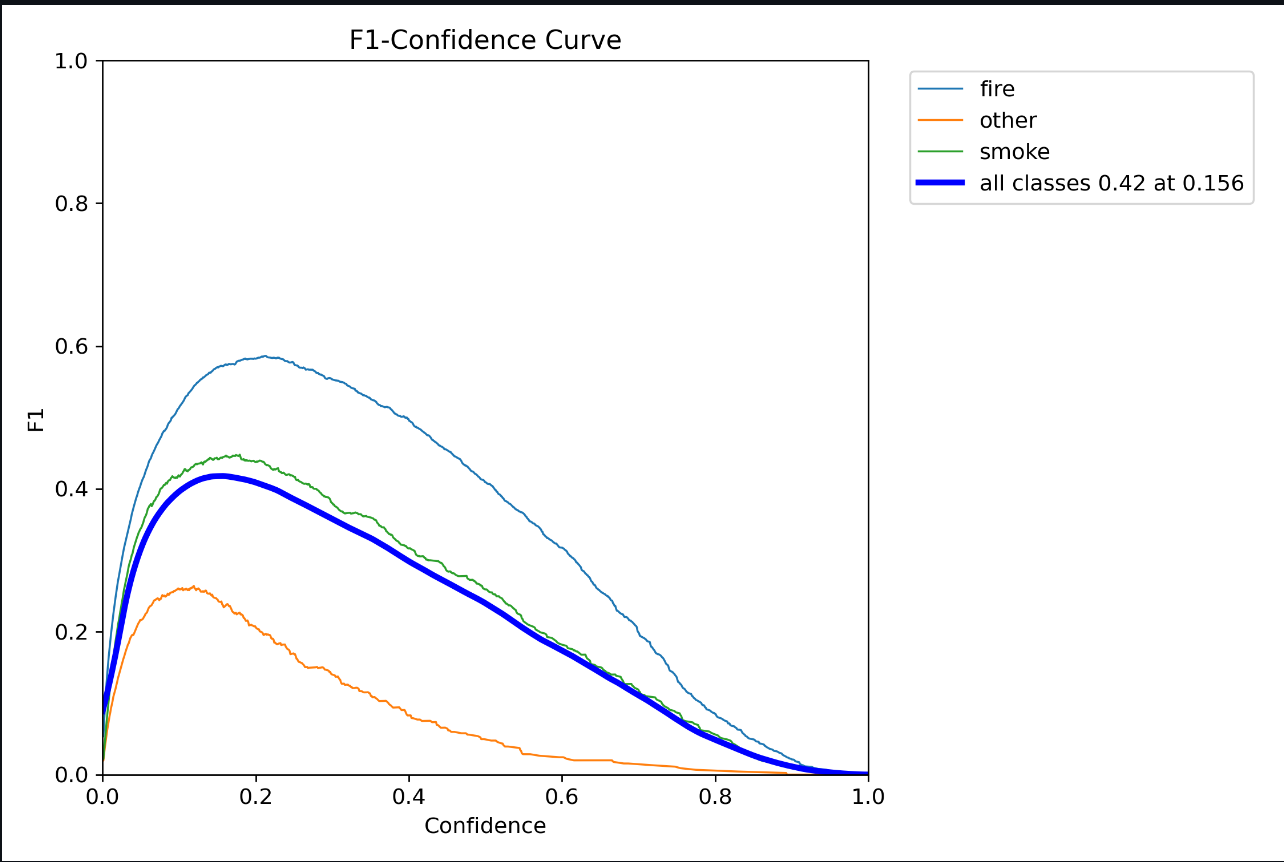 F1-Confidence Curve
1.0
0.8
0.6
0.4
0.2
0.0
F1
0.0 0.2 0.4 0.6 0.8 1.0
Confidence
fire
other
smoke
all classes 0.42 at 0.156